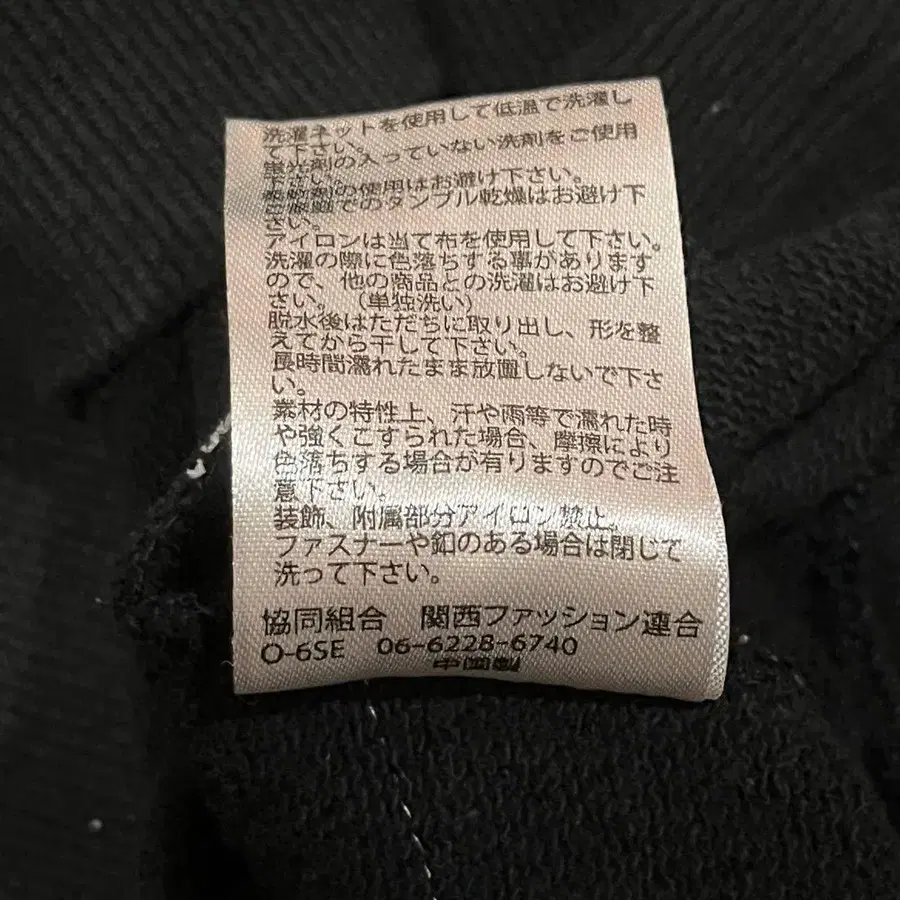 洗濯ネットを使用して低温で洗濯し
て下さい。
蛍光剤の入っていない洗剤をご使用
下さい。
の使用はお避け下さい。
でのタンブル乾燥はお避け下
さい。
アイロンは当て布を使用して下さい。
洗濯の際に色落ちする事があります
ので、他の商品との洗濯はお避け下
さい。（単独洗い）
脱水後はただちに取り出し、形を整
えてから干して下さい。
長時間濡れたまま放置しないで下さ
い。
素材の特性上、汗や雨等で濡れた時
や強くこすられた場合、摩擦により
色落ちする場合が有りますのでご注
意下さい。
装飾、附属部分アイロン禁止。
ファスナーや釦のある場合は閉じて
洗って下さい。
協同組合　関西ファッション連合
O-6SE 06-6228-6740
中国製